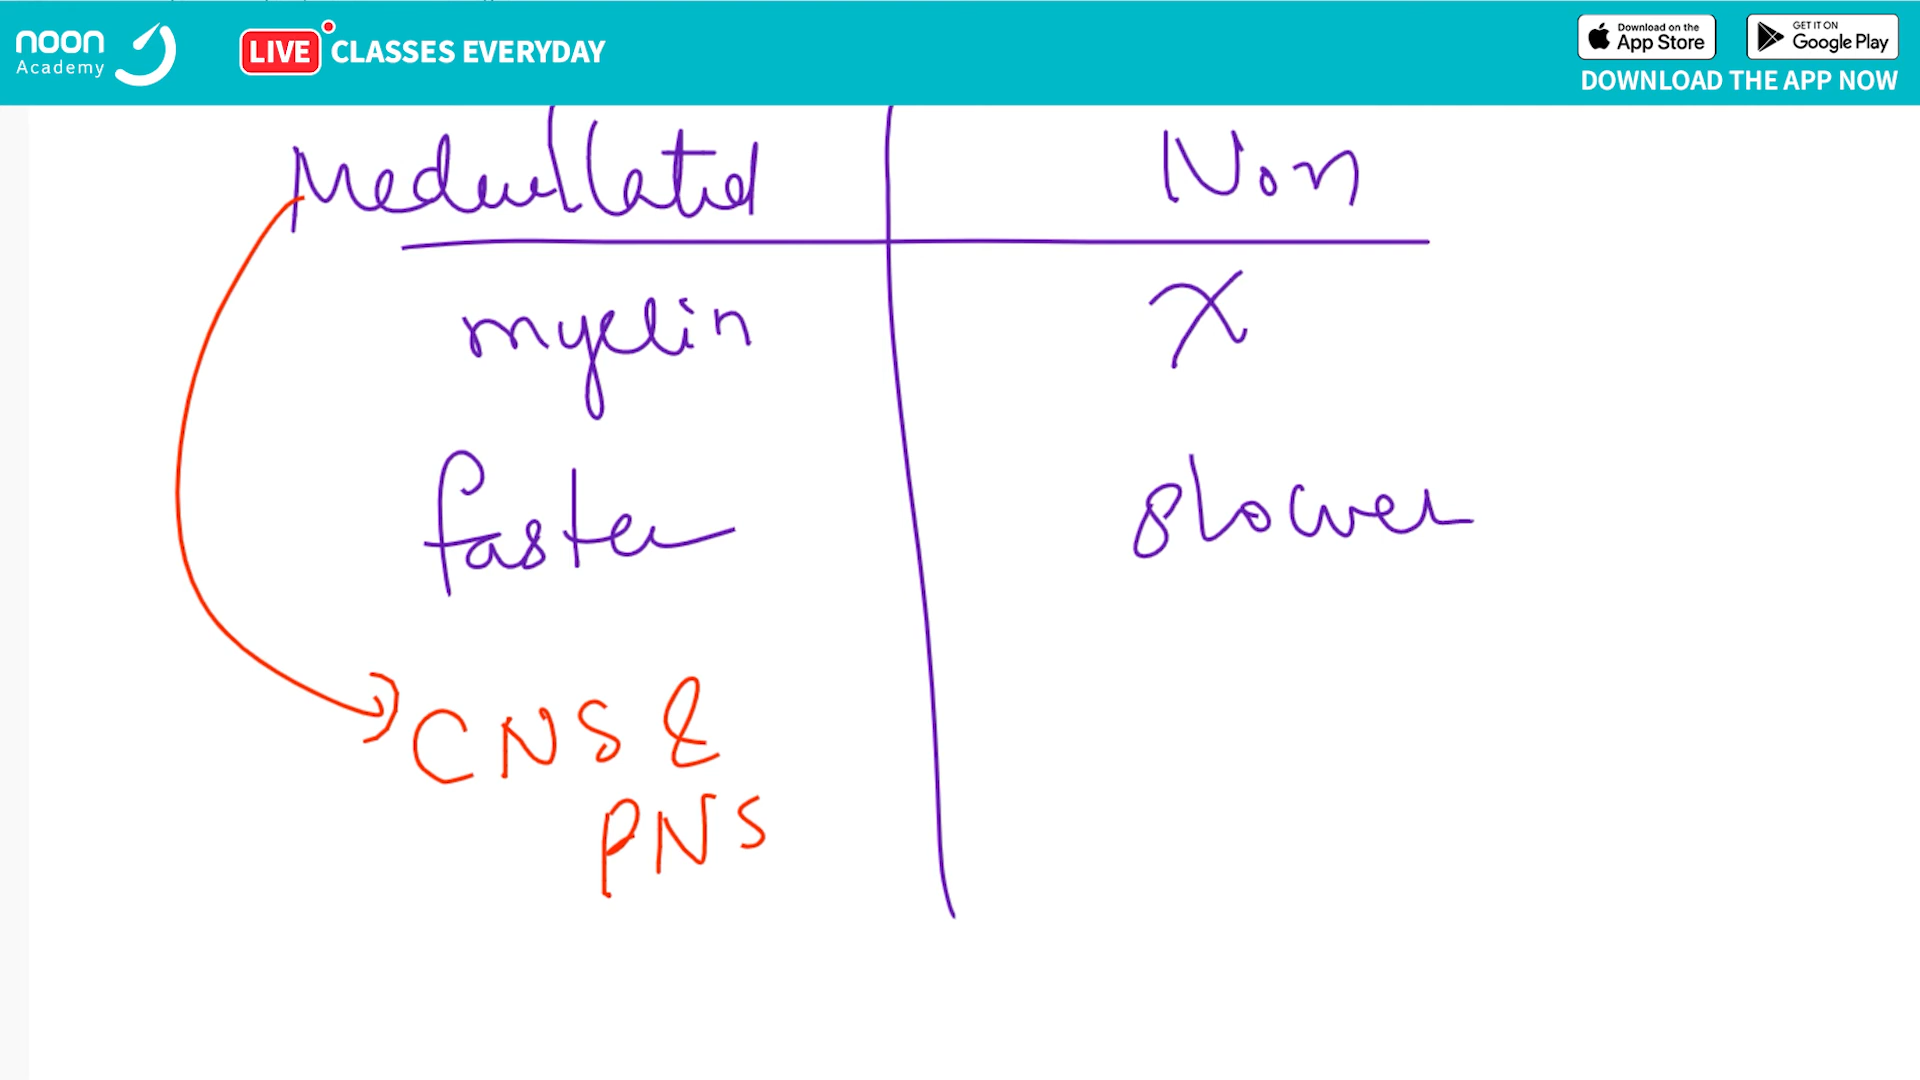 noon Academy
LIVE CLASSES EVERYDAY
Download on the App Store
GET IT ON Google Play
DOWNLOAD THE APP NOW
Medullated Non
myelin X
faster slower
CNS &
PNS